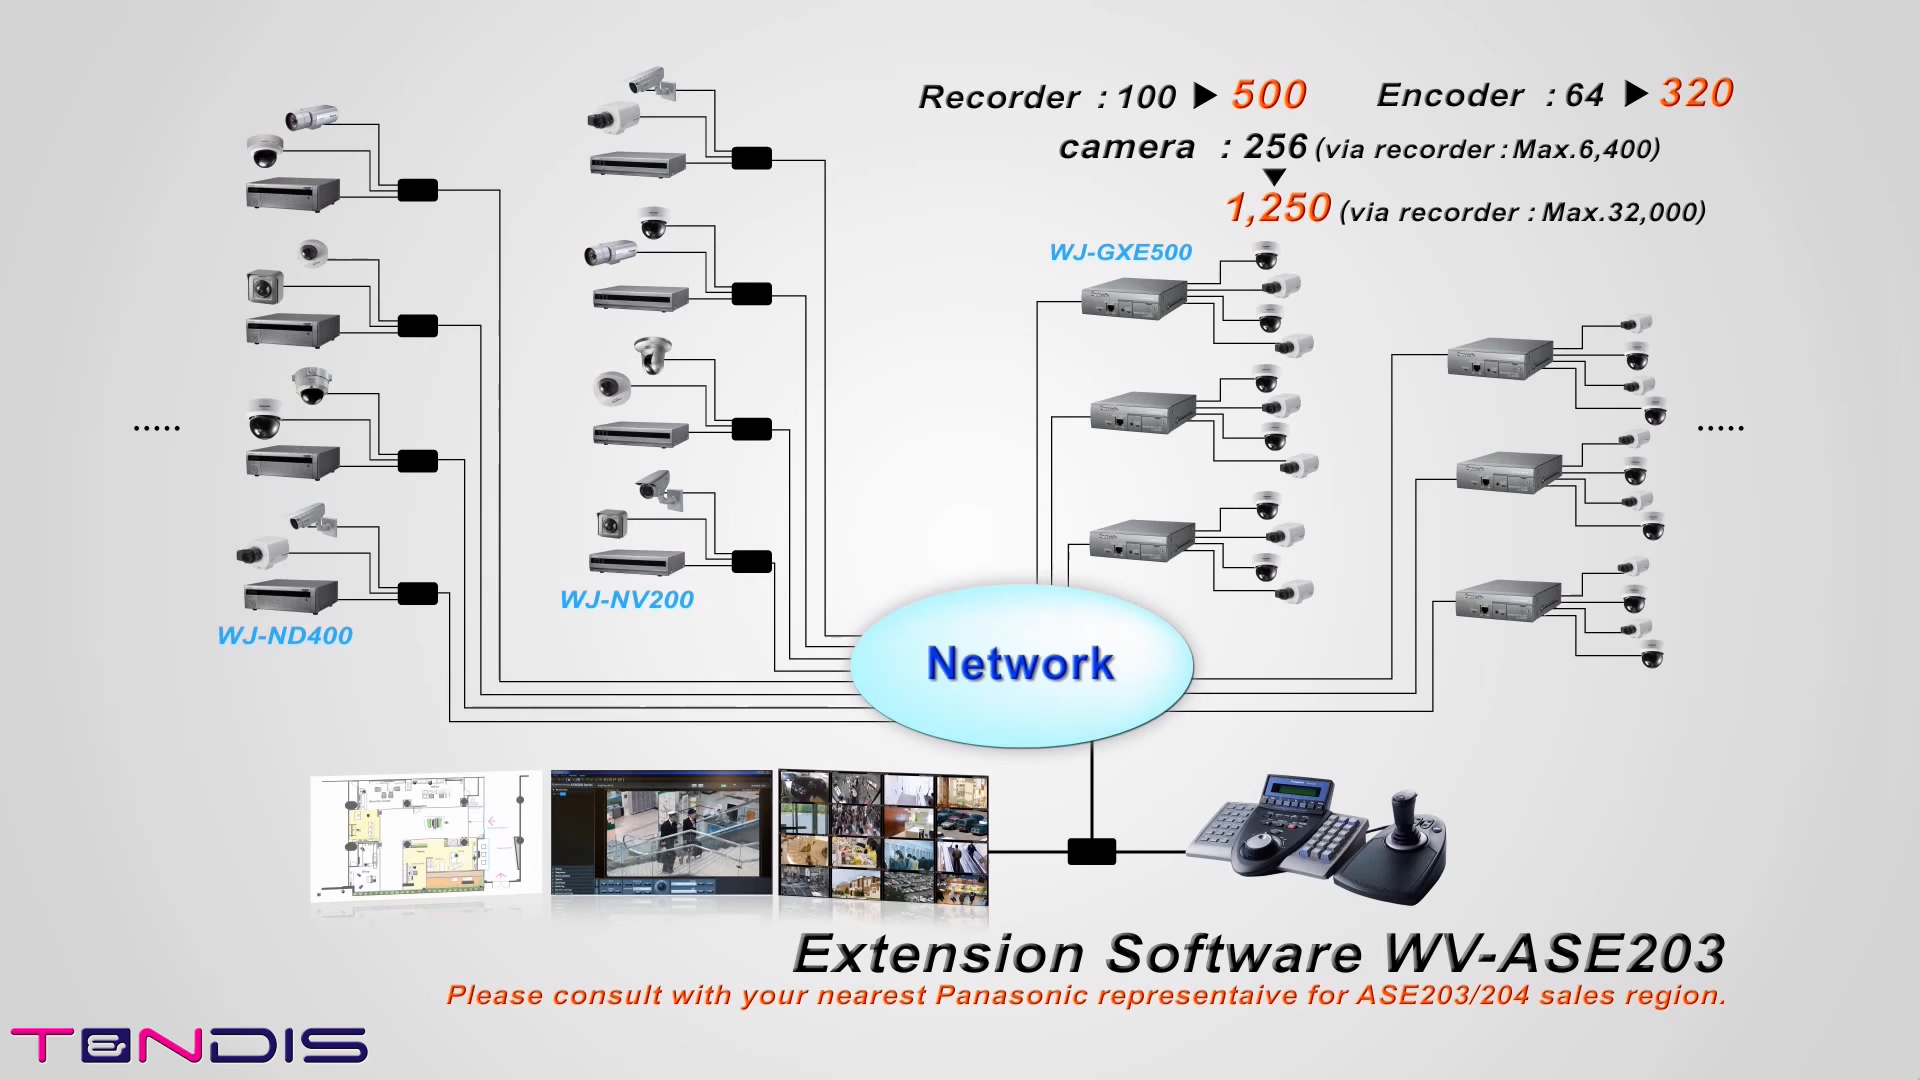 Recorder : 100 ▶ 500 Encoder : 64 ▶ 320
camera : 256 (via recorder : Max.6,400)
▼
1,250 (via recorder : Max.32,000)
WJ-GXE500
WJ-NV200
WJ-ND400
Network
Extension Software WV-ASE203
Please consult with your nearest Panasonic representaive for ASE203/204 sales region.
TENDIS